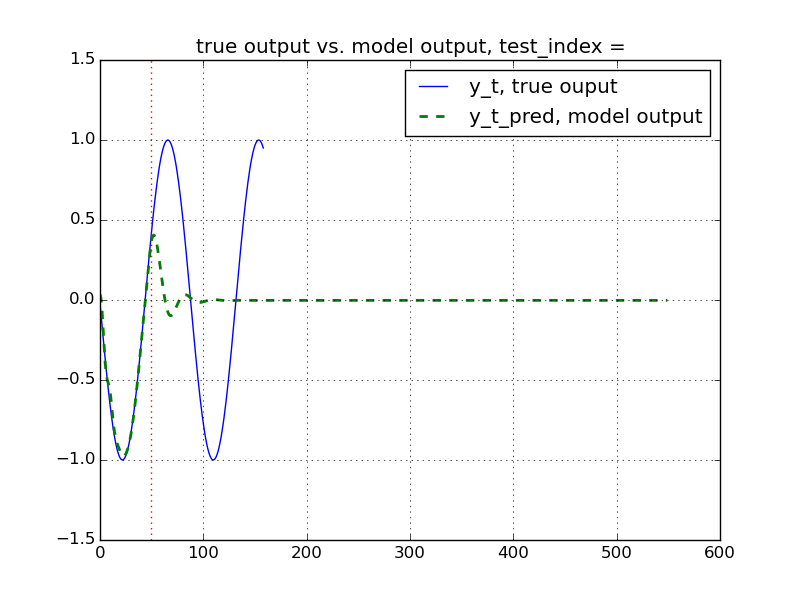 true output vs. model output, test_index =
y_t, true ouput
y_t_pred, model output
1.5
1.0
0.5
0.0
−0.5
−1.0
−1.5
0 100 200 300 400 500 600